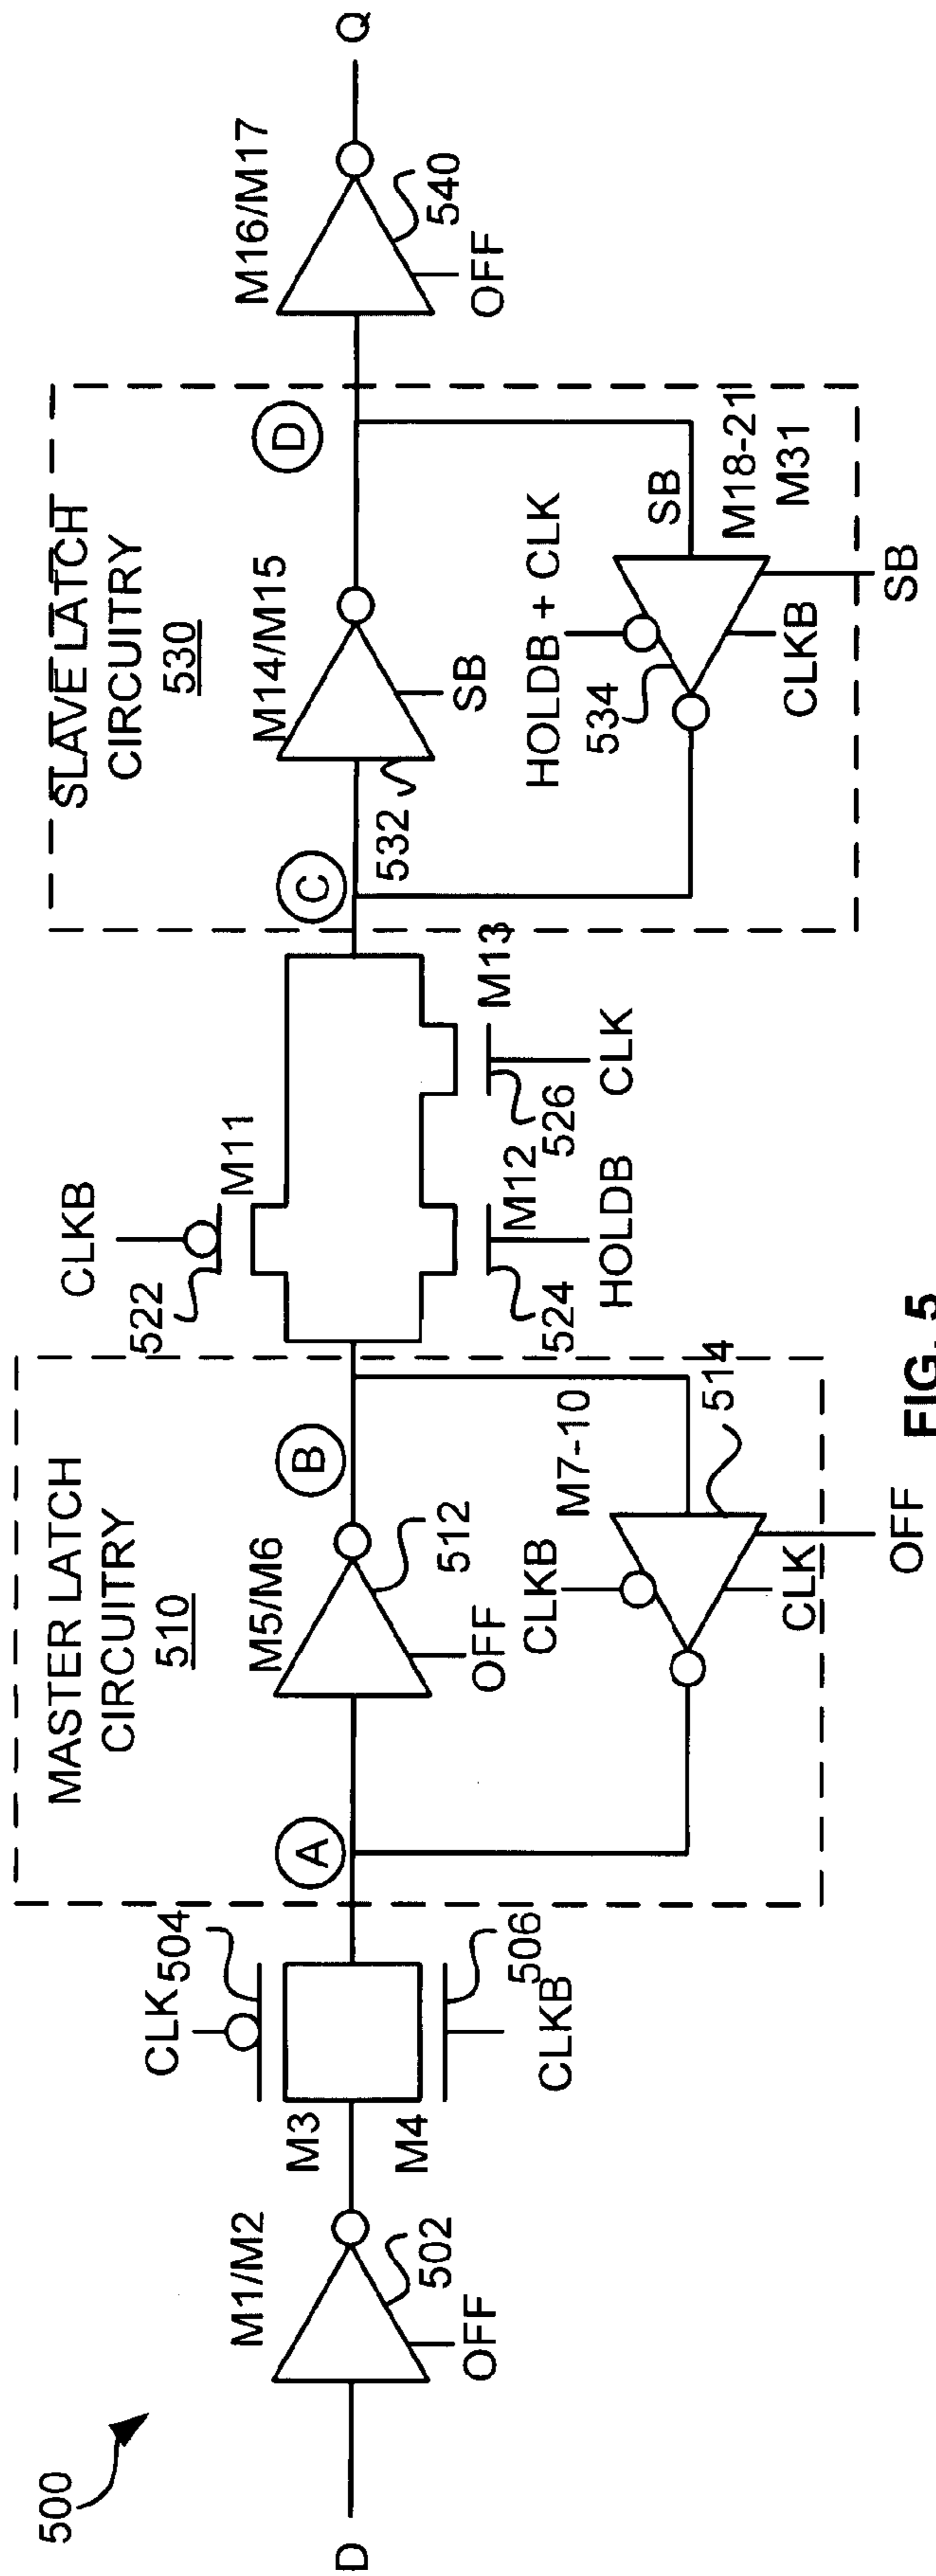 500
D
M1/M2
502
OFF
CLK
504
M3
M4
506
CLKB
MASTER LATCH
CIRCUITRY
510
A
M5/M6
512
OFF
B
M7-10
CLKB
514
CLK
OFF
CLKB
522
M11
M12
524
HOLDB
M13
526
CLK
SLAVE LATCH
CIRCUITRY
530
C
532
M14/M15
SB
D
HOLDB + CLK
534
SB
M18-21
M31
CLKB
SB
M16/M17
540
OFF
Q
FIG. 5